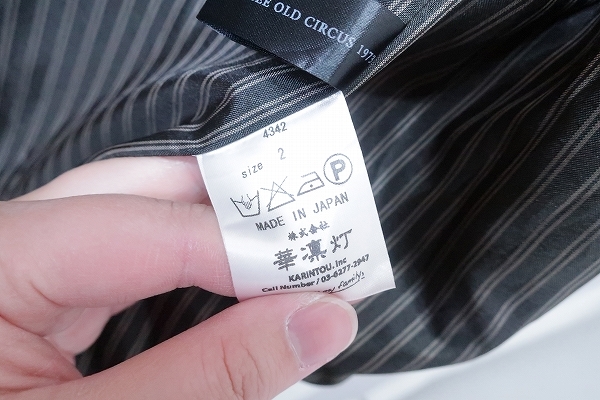 OLD CIRCUS 197
4342
size 2
P
MADE IN JAPAN
株式会社
華凛灯
KARINTOU. Inc
Call Number / 03-6277-2947
Family